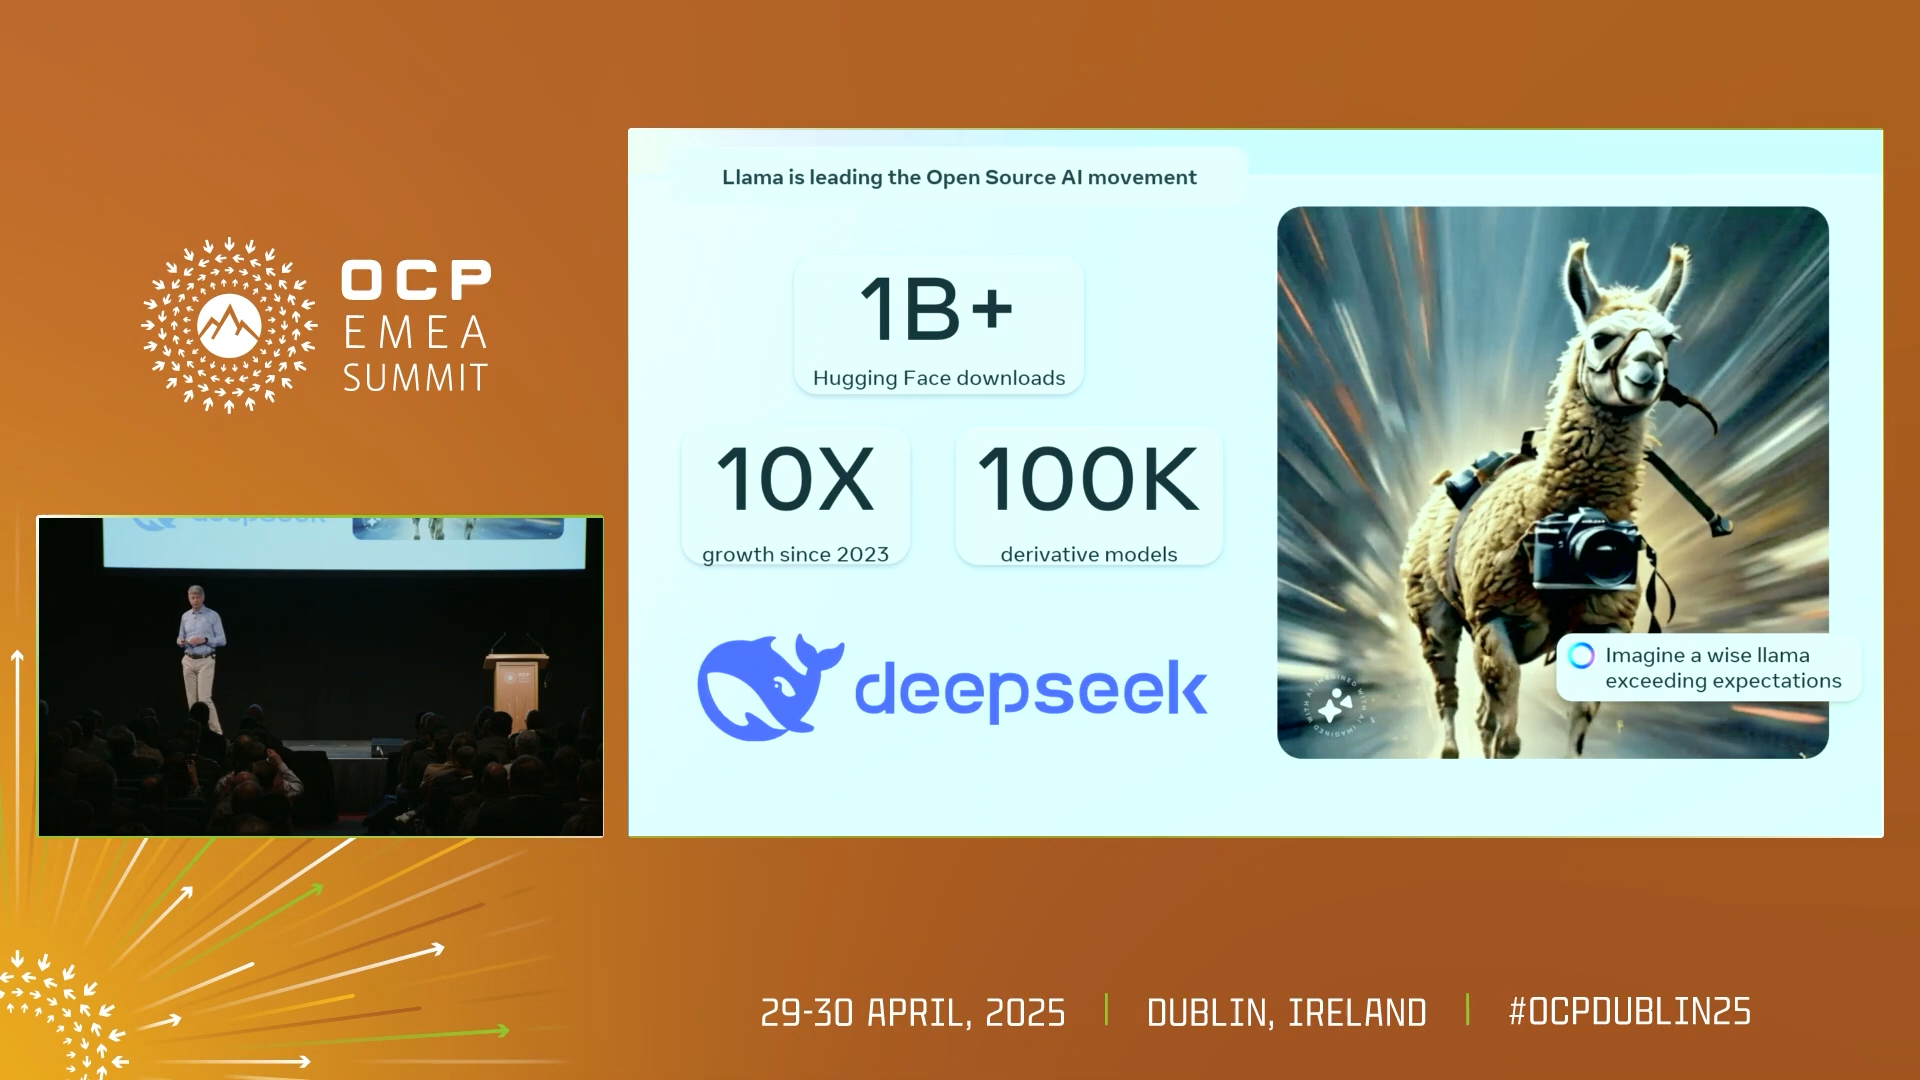 OCP
EMEA
SUMMIT
Llama is leading the Open Source AI movement
1B+
Hugging Face downloads
10X
growth since 2023
100K
derivative models
deepseek
Imagine a wise llama
exceeding expectations
deepseek
29-30 APRIL, 2025
DUBLIN, IRELAND
#OCPDUBLIN25